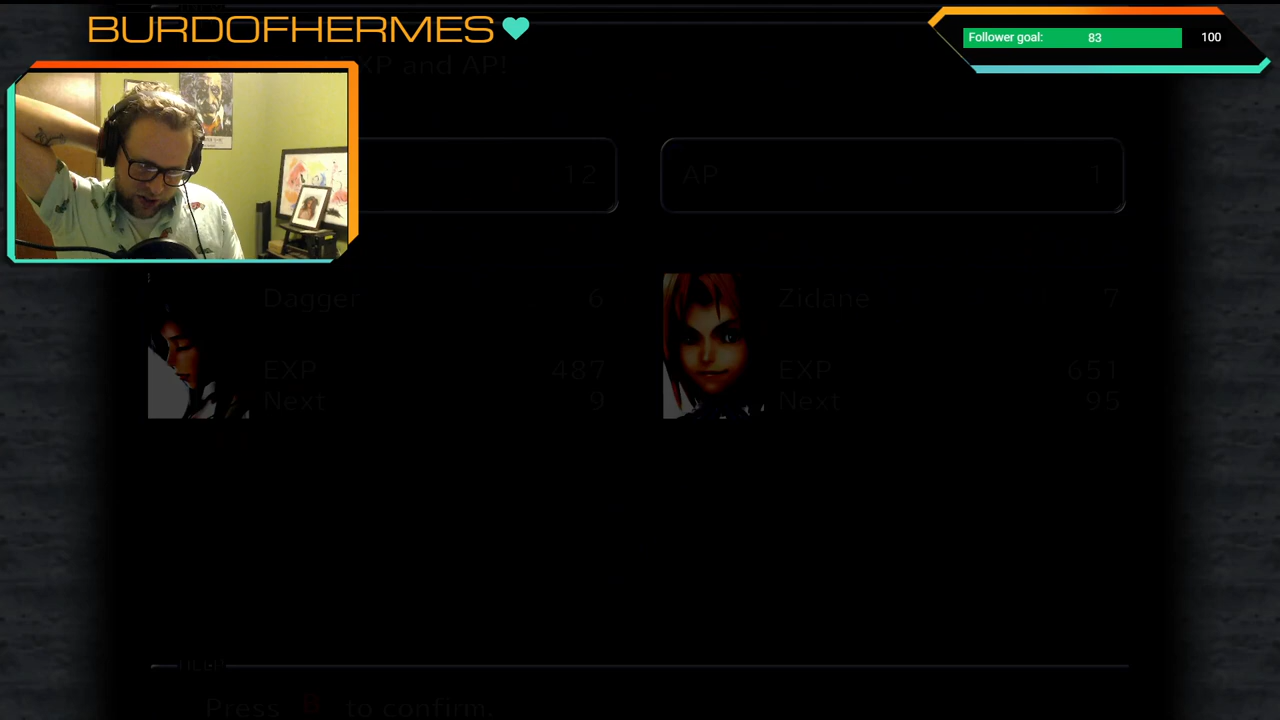 BURDOFHERMES
Follower goal: 83 100
XP and AP!
12
AP 1
Dagger 6
Zidane 7
EXP 487
Next 9
EXP 651
Next 95
HELP
Press to confirm.